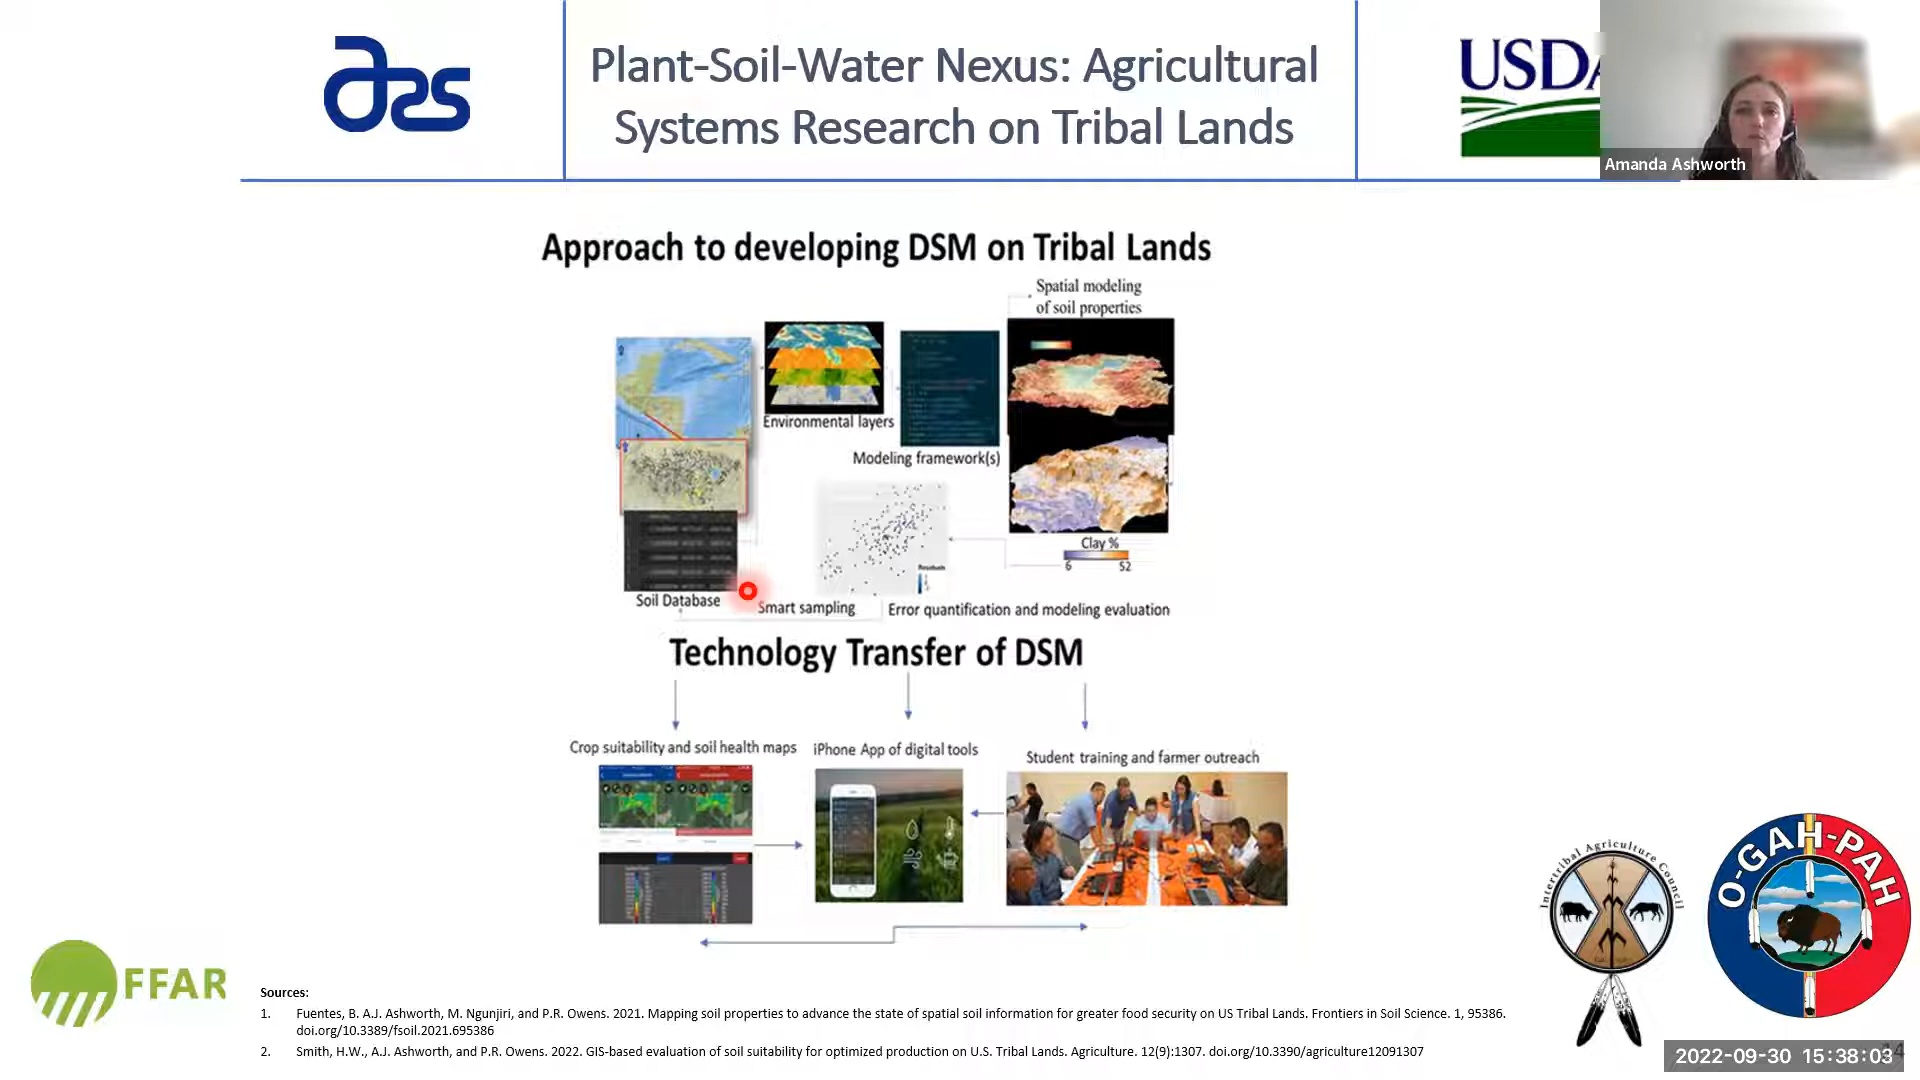 a2s
Plant-Soil-Water Nexus: Agricultural
Systems Research on Tribal Lands
USDA
Amanda Ashworth
Approach to developing DSM on Tribal Lands
Spatial modeling
of soil properties
Environmental layers
Modeling framework(s)
Clay %
6 52
Residuals
Soil Database
Smart sampling
Error quantification and modeling evaluation
Technology Transfer of DSM
Crop suitability and soil health maps
iPhone App of digital tools
Student training and farmer outreach
Intertribal Agriculture Council
O-GAH-PAH
FFAR
Sources:
1. Fuentes, B. A.J. Ashworth, M. Ngunjiri, and P.R. Owens. 2021. Mapping soil properties to advance the state of spatial soil information for greater food security on US Tribal Lands. Frontiers in Soil Science. 1, 95386.
doi.org/10.3389/fsoil.2021.695386
2. Smith, H.W., A.J. Ashworth, and P.R. Owens. 2022. GIS-based evaluation of soil suitability for optimized production on U.S. Tribal Lands. Agriculture. 12(9):1307. doi.org/10.3390/agriculture12091307
2022-09-30 15:38:03